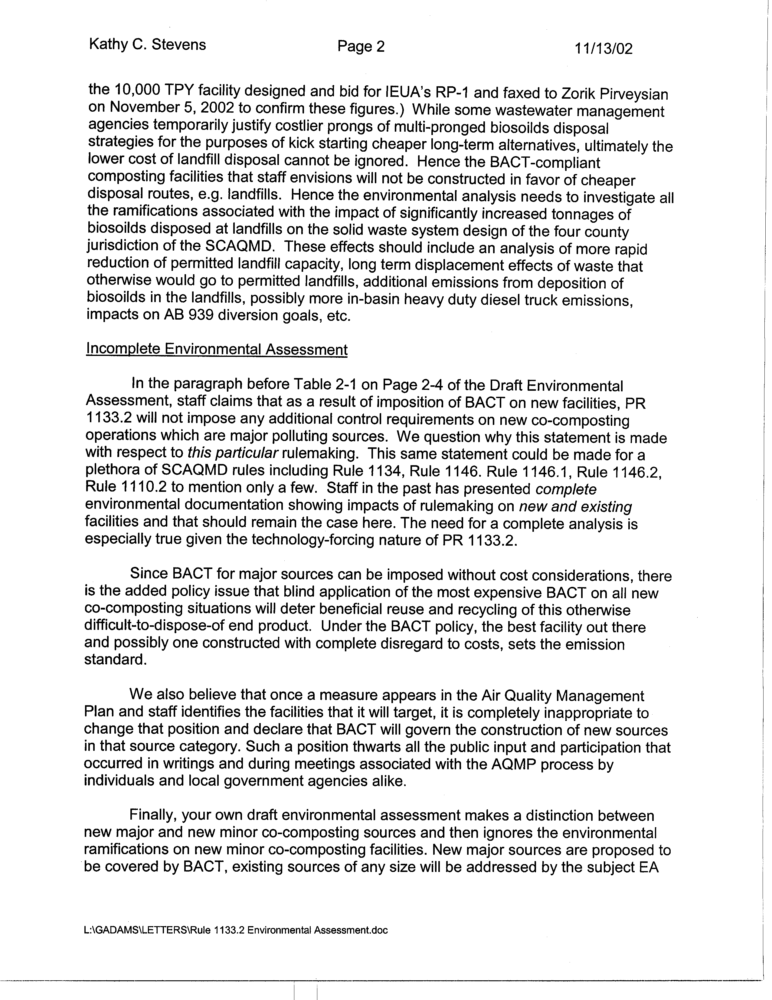 Kathy C. Stevens Page 2 11/13/02
the 10,000 TPY facility designed and bid for IEUA's RP-1 and faxed to Zorik Pirveysian
on November 5, 2002 to confirm these figures.) While some wastewater management
agencies temporarily justify costlier prongs of multi-pronged biosoilds disposal
strategies for the purposes of kick starting cheaper long-term alternatives, ultimately the
lower cost of landfill disposal cannot be ignored. Hence the BACT-compliant
composting facilities that staff envisions will not be constructed in favor of cheaper
disposal routes, e.g. landfills. Hence the environmental analysis needs to investigate all
the ramifications associated with the impact of significantly increased tonnages of
biosoilds disposed at landfills on the solid waste system design of the four county
jurisdiction of the SCAQMD. These effects should include an analysis of more rapid
reduction of permitted landfill capacity, long term displacement effects of waste that
otherwise would go to permitted landfills, additional emissions from deposition of
biosoilds in the landfills, possibly more in-basin heavy duty diesel truck emissions,
impacts on AB 939 diversion goals, etc.
Incomplete Environmental Assessment
In the paragraph before Table 2-1 on Page 2-4 of the Draft Environmental
Assessment, staff claims that as a result of imposition of BACT on new facilities, PR
1133.2 will not impose any additional control requirements on new co-composting
operations which are major polluting sources. We question why this statement is made
with respect to this particular rulemaking. This same statement could be made for a
plethora of SCAQMD rules including Rule 1134, Rule 1146. Rule 1146.1, Rule 1146.2,
Rule 1110.2 to mention only a few. Staff in the past has presented complete
environmental documentation showing impacts of rulemaking on new and existing
facilities and that should remain the case here. The need for a complete analysis is
especially true given the technology-forcing nature of PR 1133.2.
Since BACT for major sources can be imposed without cost considerations, there
is the added policy issue that blind application of the most expensive BACT on all new
co-composting situations will deter beneficial reuse and recycling of this otherwise
difficult-to-dispose-of end product. Under the BACT policy, the best facility out there
and possibly one constructed with complete disregard to costs, sets the emission
standard.
We also believe that once a measure appears in the Air Quality Management
Plan and staff identifies the facilities that it will target, it is completely inappropriate to
change that position and declare that BACT will govern the construction of new sources
in that source category. Such a position thwarts all the public input and participation that
occurred in writings and during meetings associated with the AQMP process by
individuals and local government agencies alike.
Finally, your own draft environmental assessment makes a distinction between
new major and new minor co-composting sources and then ignores the environmental
ramifications on new minor co-composting facilities. New major sources are proposed to
be covered by BACT, existing sources of any size will be addressed by the subject EA
L:\GADAMS\LETTERS\Rule 1133.2 Environmental Assessment.doc